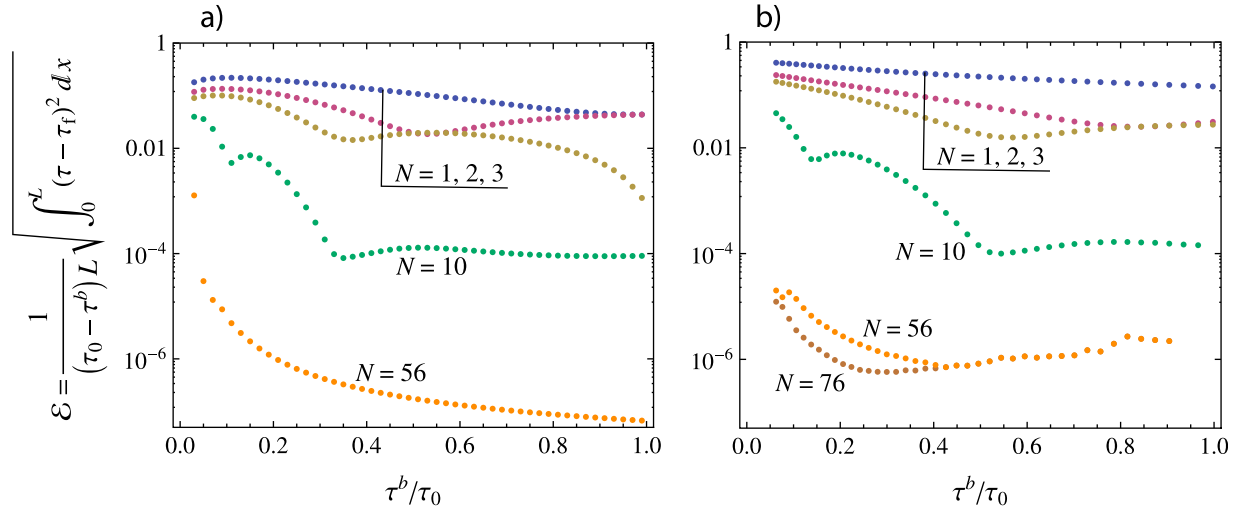 a)
b)
ℰ = 1 / ((τ₀ − τᵇ) L) √ ∫₀ᴸ (τ − τ_f)² ⅆx
1
0.01
10⁻⁴
10⁻⁶
N = 1, 2, 3
N = 10
N = 56
0.0 0.2 0.4 0.6 0.8 1.0
τᵇ/τ₀
1
0.01
10⁻⁴
10⁻⁶
N = 1, 2, 3
N = 10
N = 56
N = 76
0.0 0.2 0.4 0.6 0.8 1.0
τᵇ/τ₀